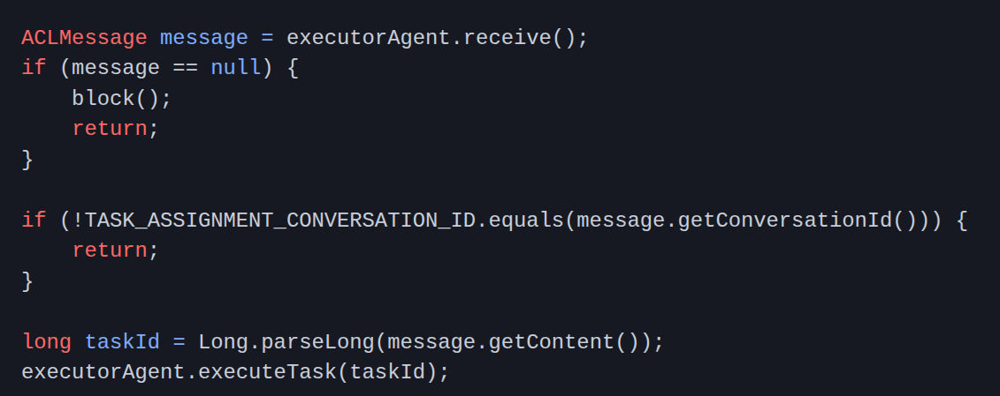 ACLMessage message = executorAgent.receive();
if (message == null) {
    block();
    return;
}

if (!TASK_ASSIGNMENT_CONVERSATION_ID.equals(message.getConversationId())) {
    return;
}

long taskId = Long.parseLong(message.getContent());
executorAgent.executeTask(taskId);